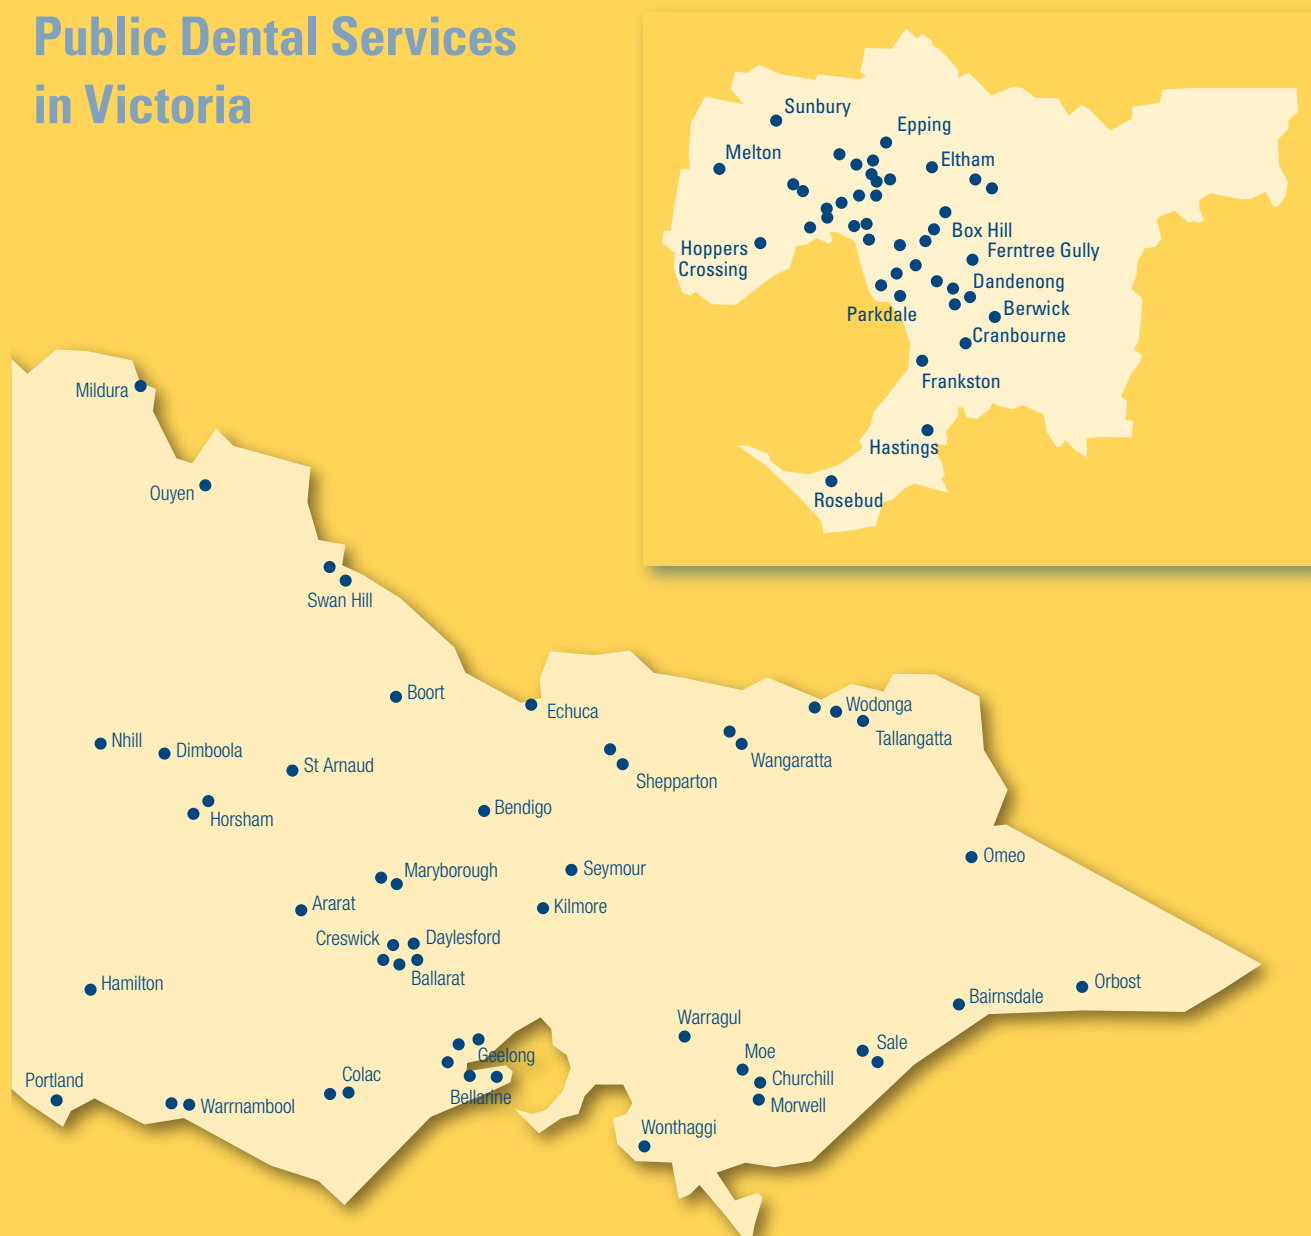 Public Dental Services
in Victoria
Sunbury
Epping
Melton
Eltham
Box Hill
Hoppers
Crossing
Ferntree Gully
Dandenong
Parkdale
Berwick
Cranbourne
Frankston
Hastings
Rosebud
Mildura
Ouyen
Swan Hill
Boort
Echuca
Wodonga
Tallangatta
Nhill
Dimboola
St Arnaud
Wangaratta
Shepparton
Horsham
Bendigo
Omeo
Maryborough
Seymour
Ararat
Kilmore
Creswick
Daylesford
Ballarat
Hamilton
Orbost
Bairnsdale
Warragul
Sale
Geelong
Moe
Colac
Portland
Churchill
Bellarine
Warrnambool
Morwell
Wonthaggi